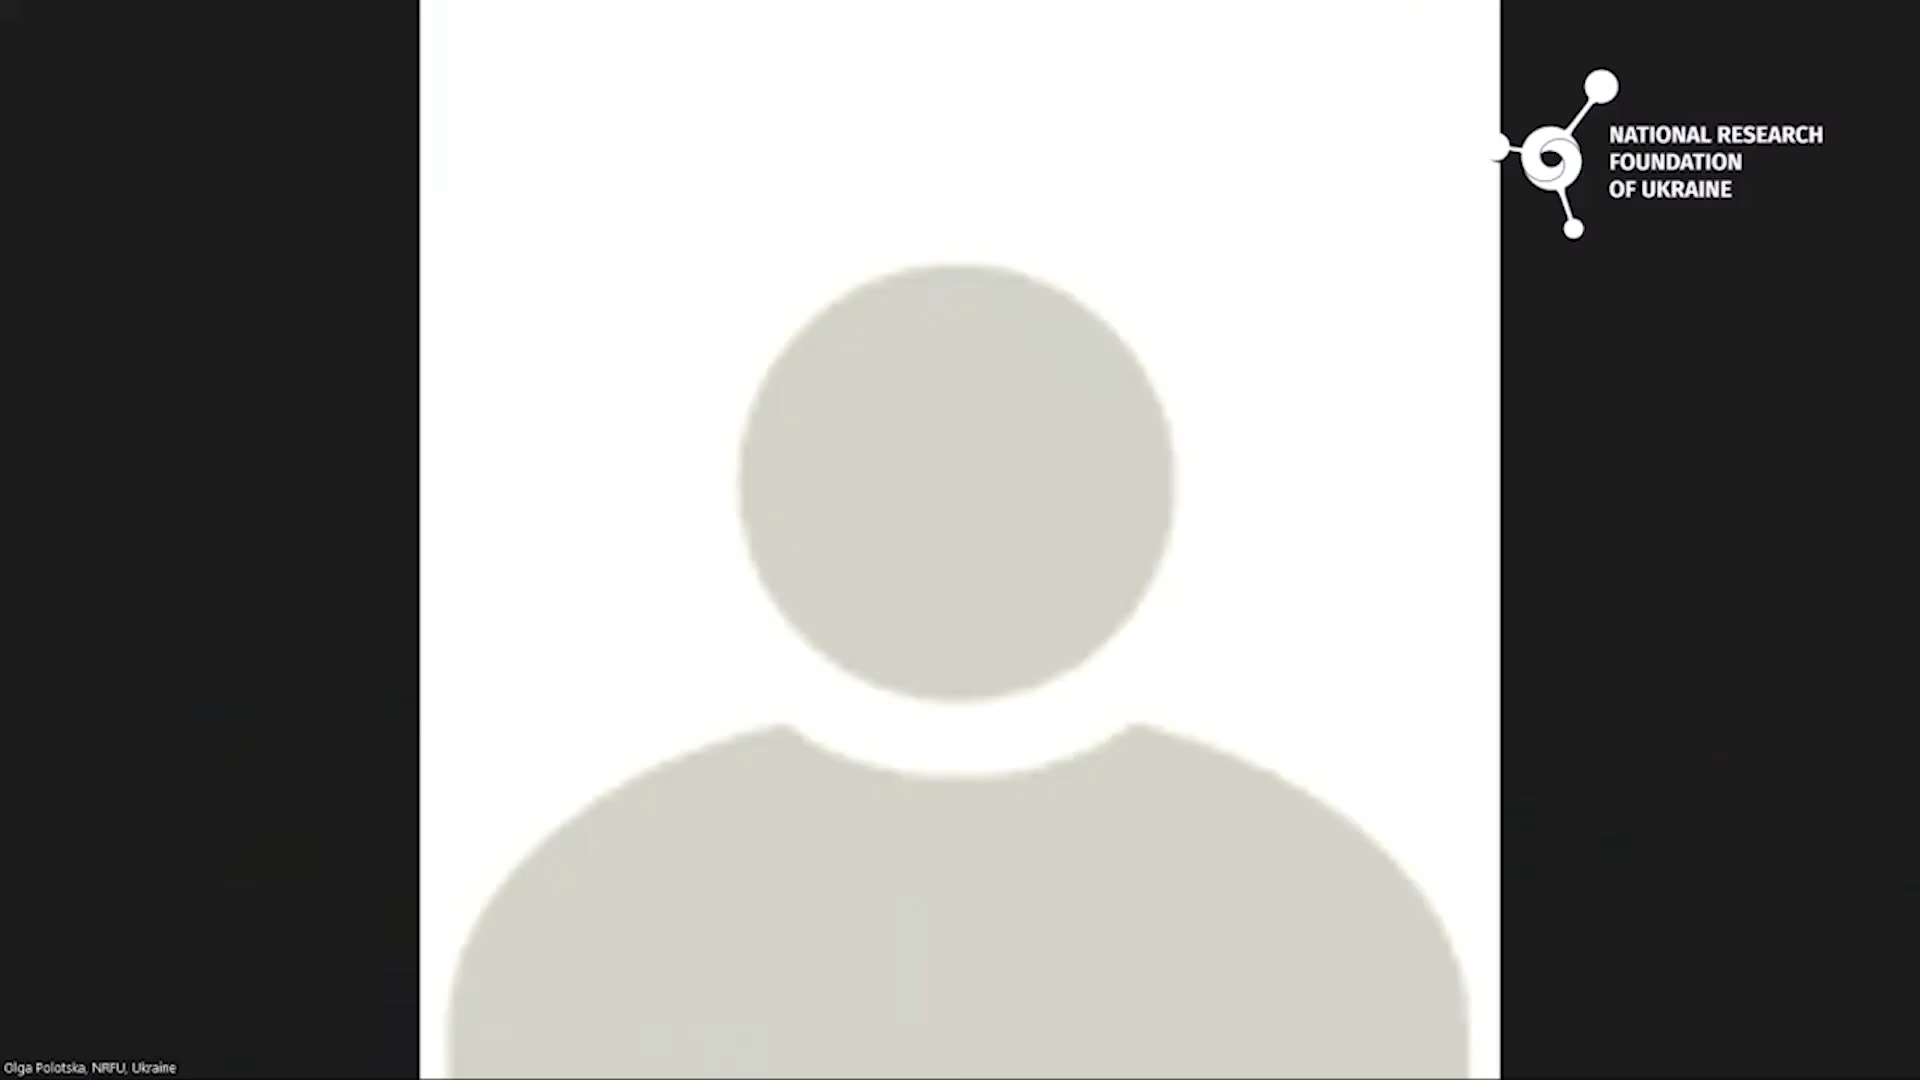 NATIONAL RESEARCH
FOUNDATION
OF UKRAINE
Olga Polotska, NRFU, Ukraine